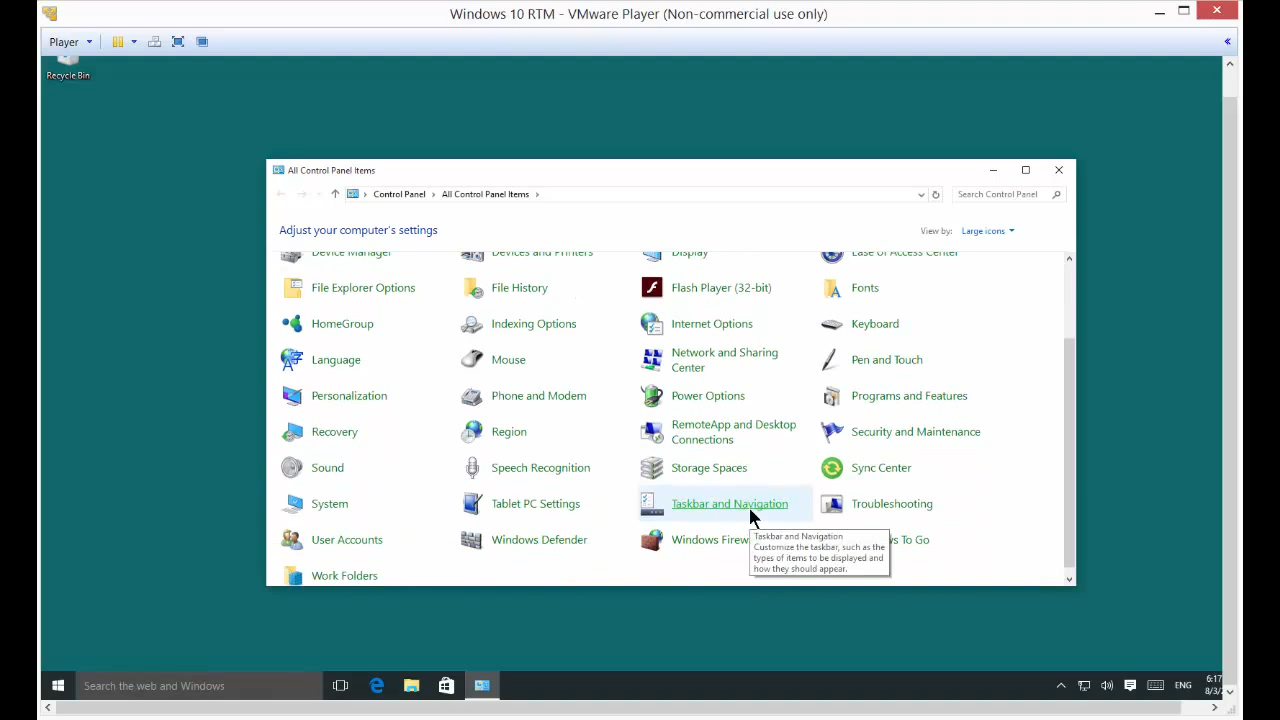 Windows 10 RTM - VMware Player (Non-commercial use only)
Player
Recycle Bin
All Control Panel Items
Control Panel > All Control Panel Items >
Search Control Panel
Adjust your computer's settings
View by: Large icons
Device Manager
Devices and Printers
Display
Ease of Access Center
File Explorer Options
File History
Flash Player (32-bit)
Fonts
HomeGroup
Indexing Options
Internet Options
Keyboard
Language
Mouse
Network and Sharing
Center
Pen and Touch
Personalization
Phone and Modem
Power Options
Programs and Features
Recovery
Region
RemoteApp and Desktop
Connections
Security and Maintenance
Sound
Speech Recognition
Storage Spaces
Sync Center
System
Tablet PC Settings
Taskbar and Navigation
Troubleshooting
User Accounts
Windows Defender
Windows Firew
s To Go
Taskbar and Navigation
Customize the taskbar, such as the
types of items to be displayed and
how they should appear.
Work Folders
Search the web and Windows
ENG
6:17
8/3/